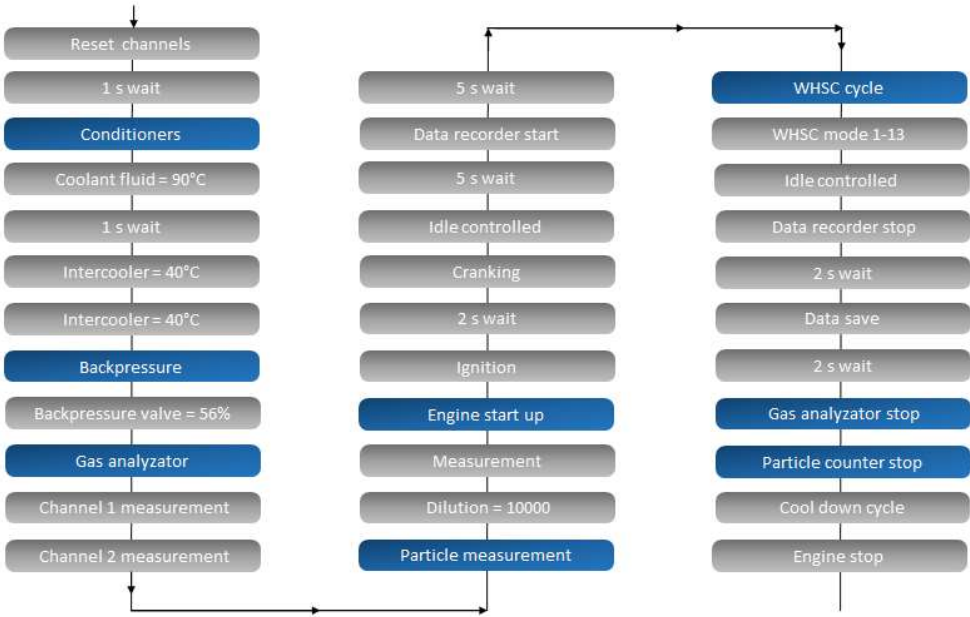 Reset channels
1 s wait
Conditioners
Coolant fluid = 90°C
1 s wait
Intercooler = 40°C
Intercooler = 40°C
Backpressure
Backpressure valve = 56%
Gas analyzator
Channel 1 measurement
Channel 2 measurement
5 s wait
Data recorder start
5 s wait
Idle controlled
Cranking
2 s wait
Ignition
Engine start up
Measurement
Dilution = 10000
Particle measurement
WHSC cycle
WHSC mode 1-13
Idle controlled
Data recorder stop
2 s wait
Data save
2 s wait
Gas analyzator stop
Particle counter stop
Cool down cycle
Engine stop